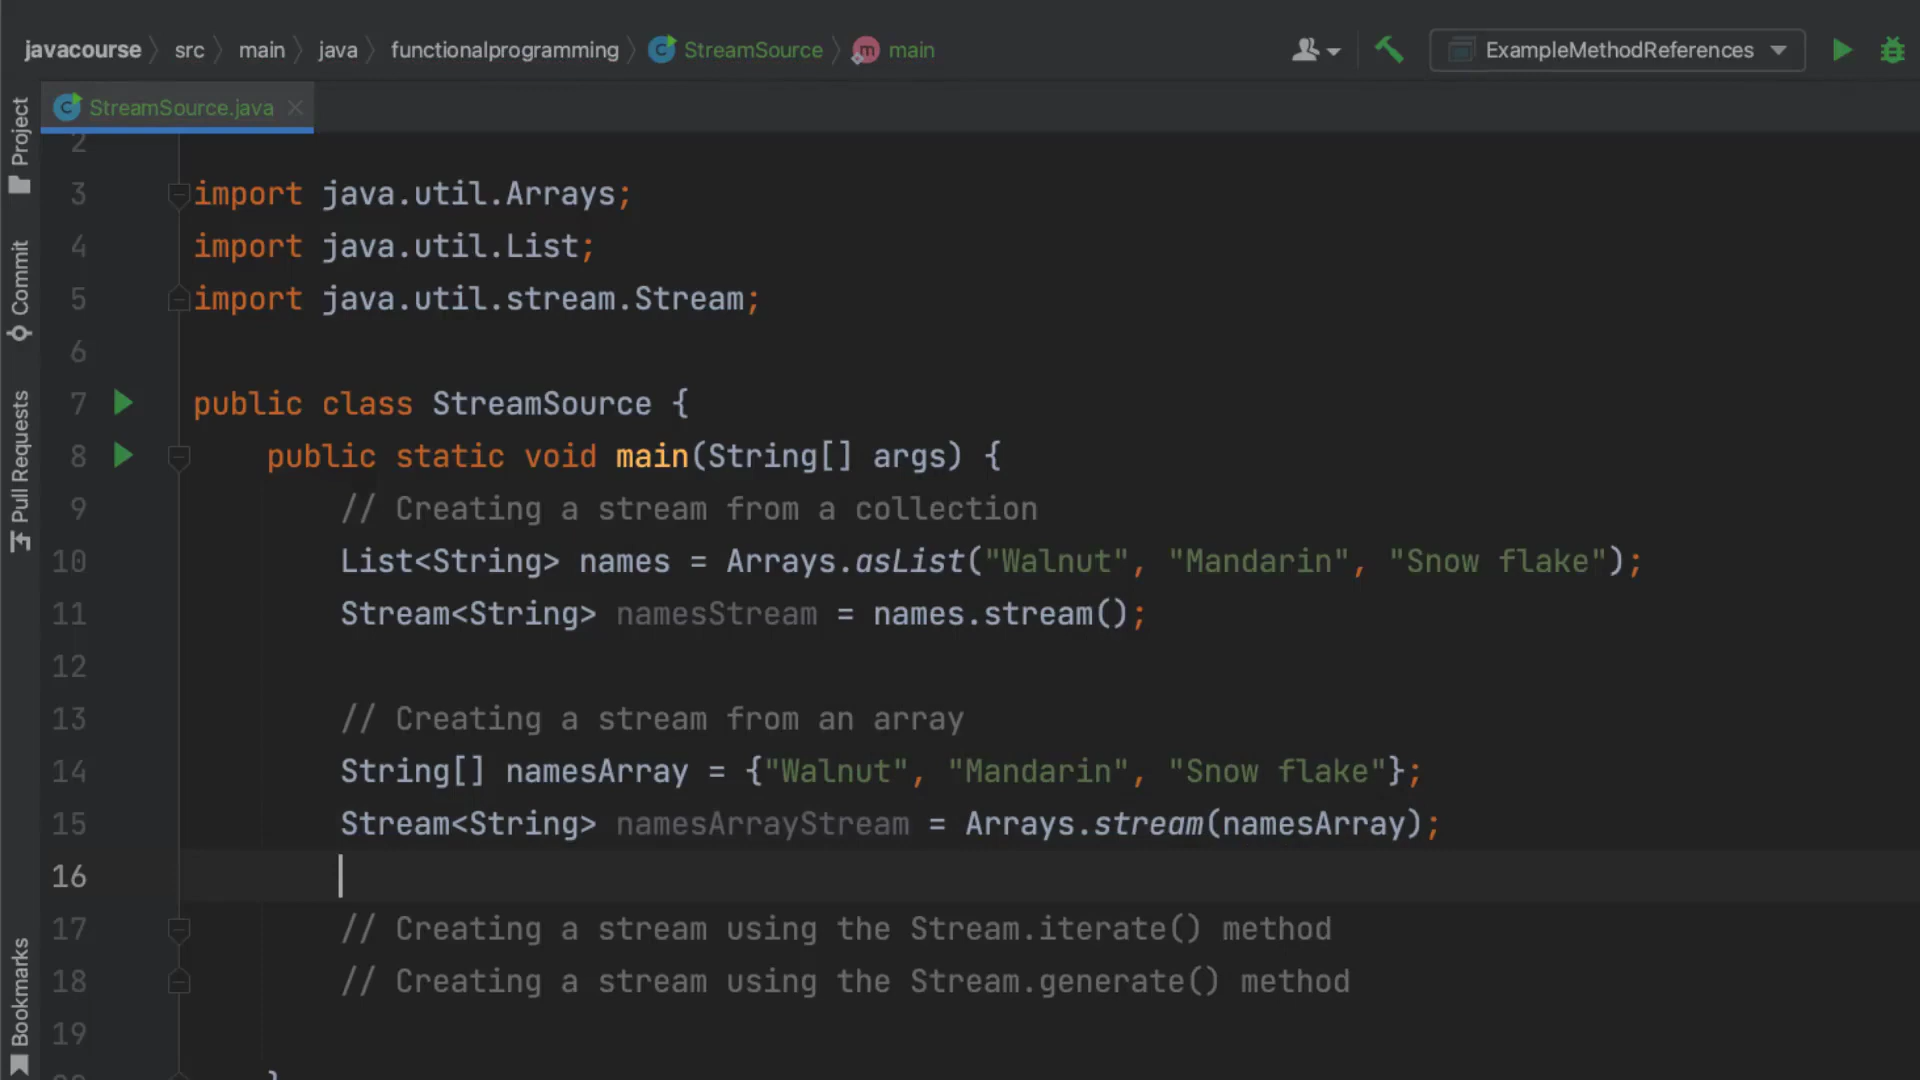 javacourse src main java functionalprogramming StreamSource main ExampleMethodReferences
StreamSource.java
Project
Commit
Pull Requests
Bookmarks
2
3 import java.util.Arrays;
4 import java.util.List;
5 import java.util.stream.Stream;
6
7 public class StreamSource {
8 public static void main(String[] args) {
9 // Creating a stream from a collection
10 List<String> names = Arrays.asList("Walnut", "Mandarin", "Snow flake");
11 Stream<String> namesStream = names.stream();
12
13 // Creating a stream from an array
14 String[] namesArray = {"Walnut", "Mandarin", "Snow flake"};
15 Stream<String> namesArrayStream = Arrays.stream(namesArray);
16
17 // Creating a stream using the Stream.iterate() method
18 // Creating a stream using the Stream.generate() method
19
}